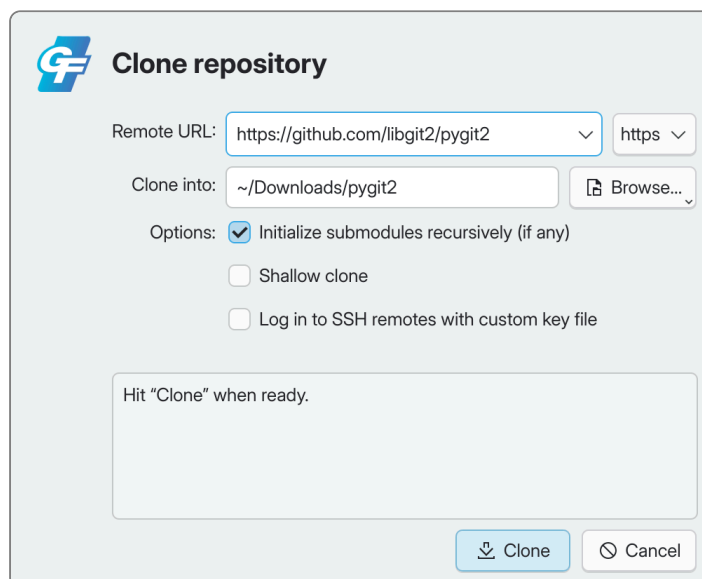 GF
Clone repository
Remote URL: https://github.com/libgit2/pygit2 https
Clone into: ~/Downloads/pygit2 Browse...
Options: Initialize submodules recursively (if any)
Shallow clone
Log in to SSH remotes with custom key file
Hit “Clone” when ready.
Clone Cancel